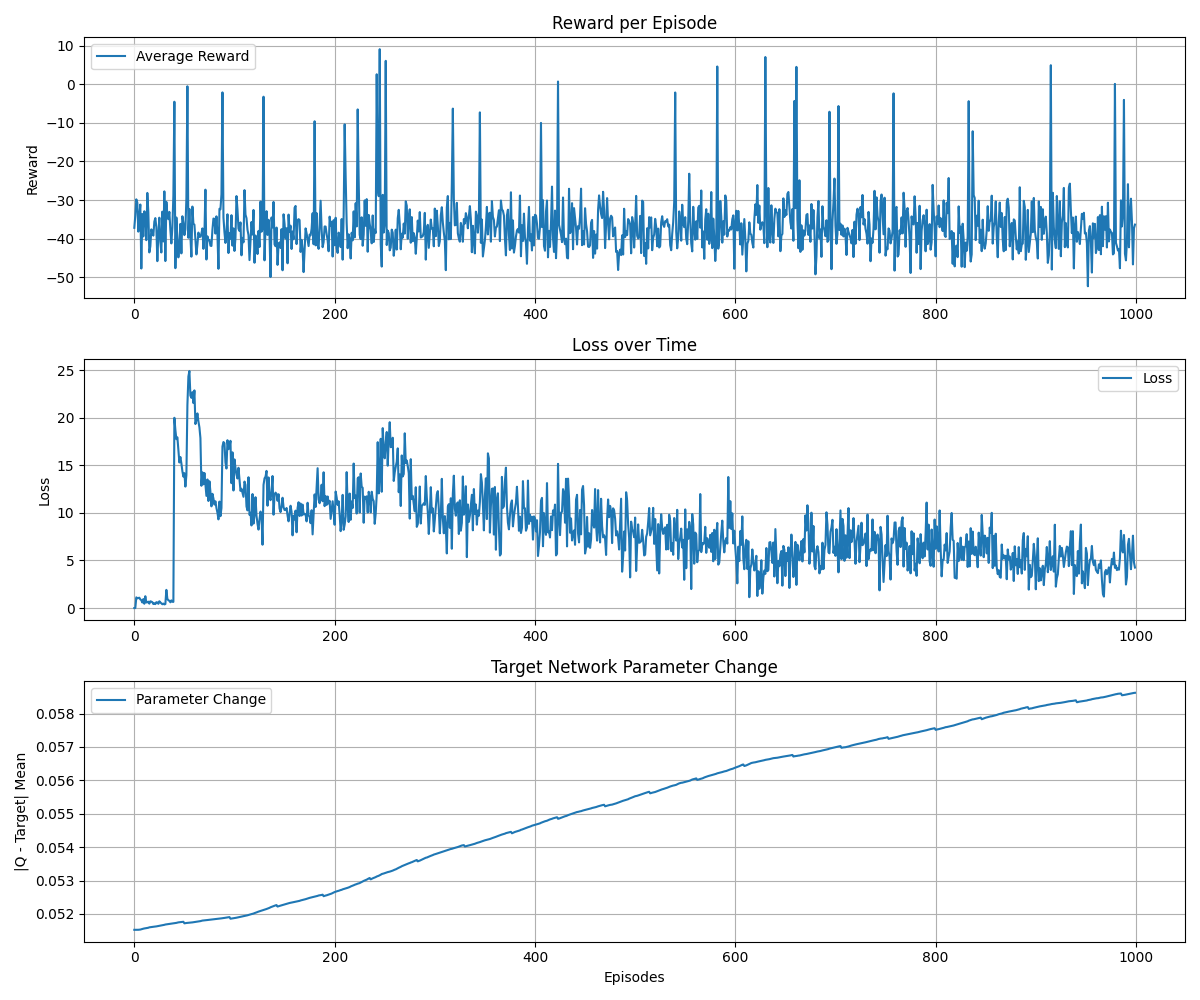 Reward per Episode
Average Reward
Reward
10
0
−10
−20
−30
−40
−50
0 200 400 600 800 1000
Loss over Time
Loss
Loss
25
20
15
10
5
0
0 200 400 600 800 1000
Target Network Parameter Change
Parameter Change
|Q - Target| Mean
0.058
0.057
0.056
0.055
0.054
0.053
0.052
0 200 400 600 800 1000
Episodes